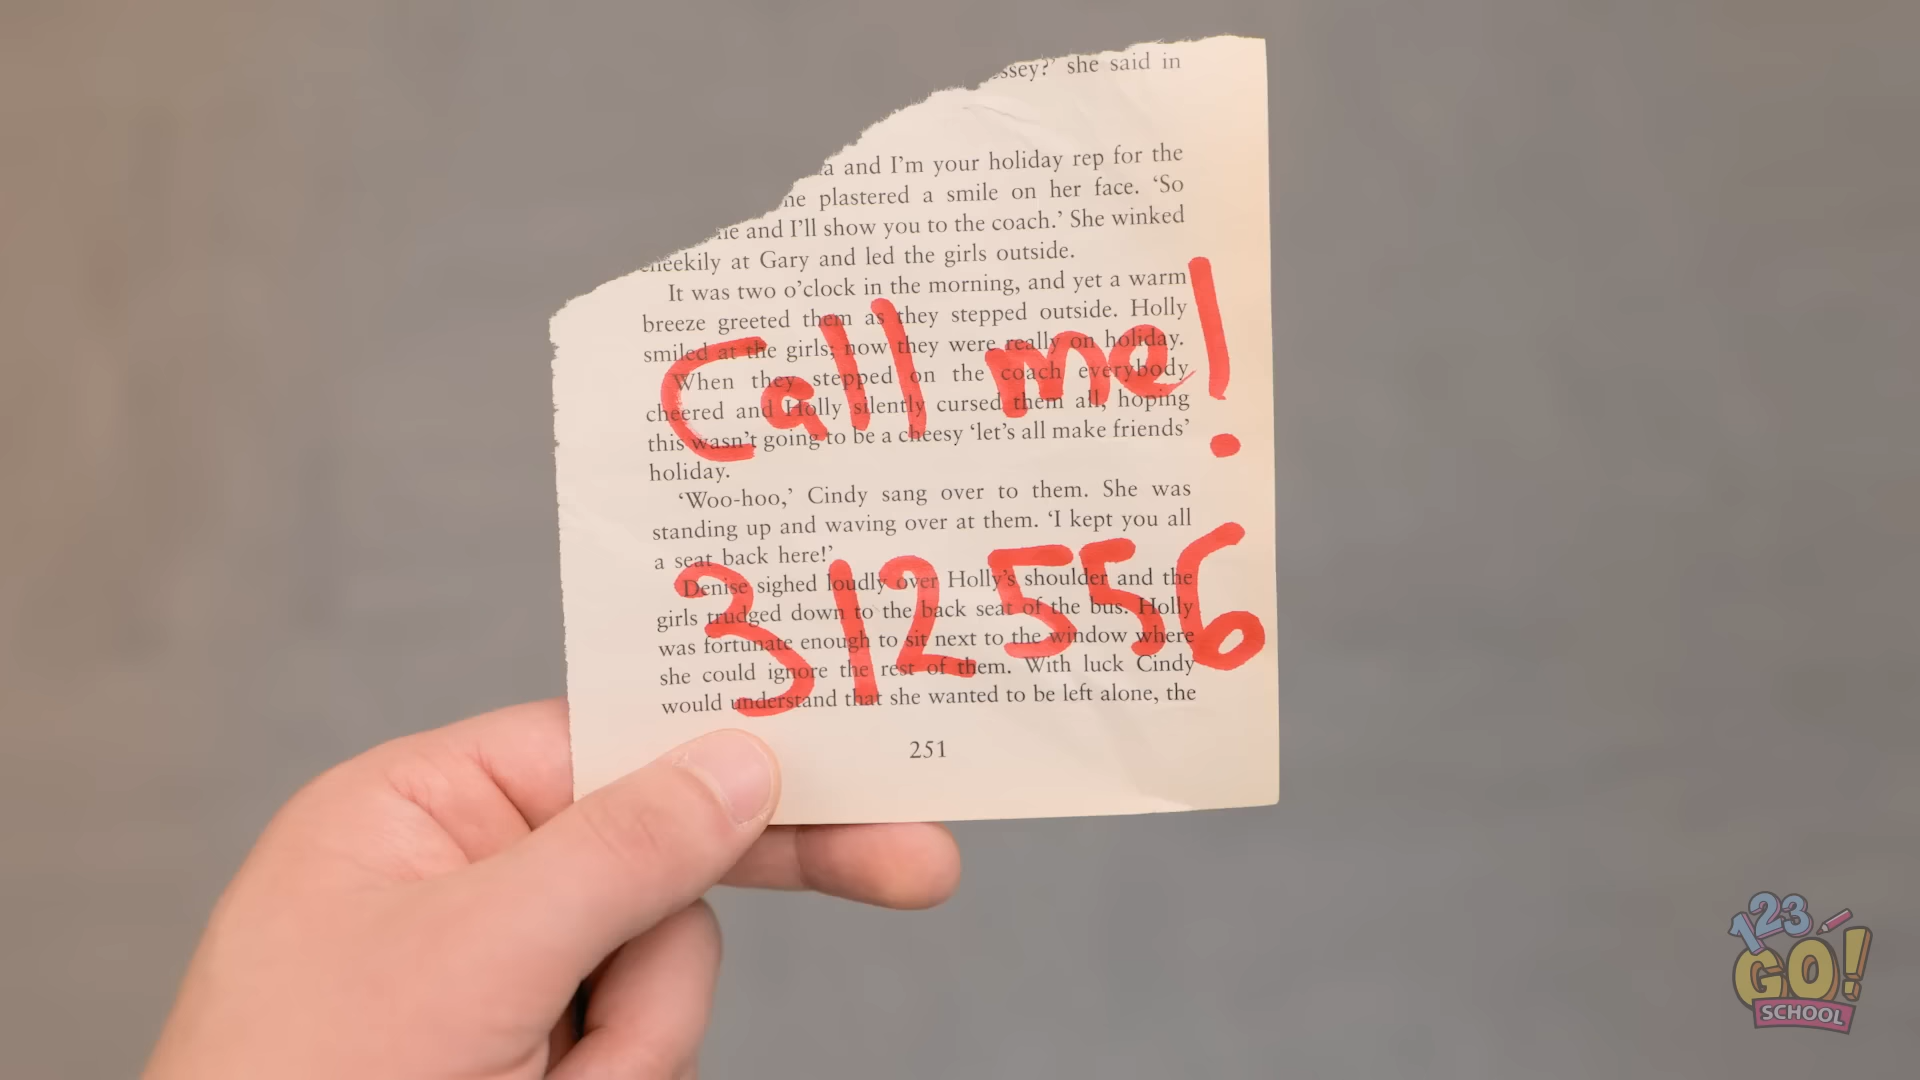 she said in
and I'm your holiday rep for the
plastered a smile on her face. ‘So
and I'll show you to the coach.’ She winked
cheekily at Gary and led the girls outside.
It was two o'clock in the morning, and yet a warm
breeze greeted them as they stepped outside. Holly
smiled at the girls; now they were really on holiday.
When they stepped on the coach everybody
cheered and Holly silently cursed them all, hoping
this wasn't going to be a cheesy ‘let's all make friends’
holiday.
‘Woo-hoo,’ Cindy sang over to them. She was
standing up and waving over at them. ‘I kept you all
a seat back here!’
Denise sighed loudly over Holly's shoulder and the
girls trudged down to the back seat of the bus. Holly
was fortunate enough to sit next to the window where
she could ignore the rest of them. With luck Cindy
would understand that she wanted to be left alone, the
251
Call me!
312556
123
GO!
SCHOOL